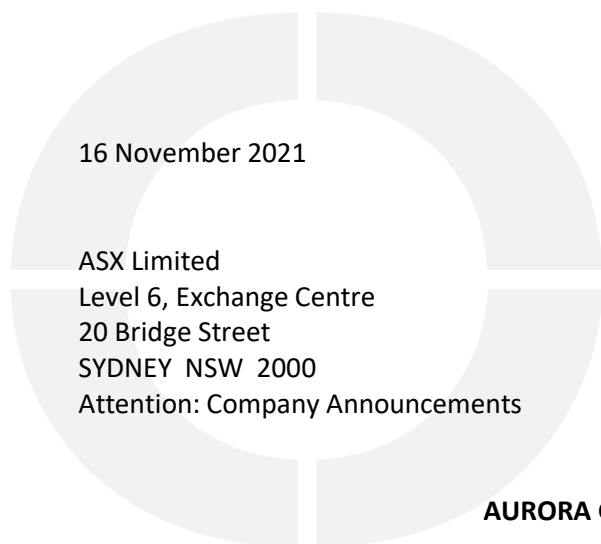 16 November 2021
ASX Limited
Level 6, Exchange Centre
20 Bridge Street
SYDNEY NSW 2000
Attention: Company Announcements
AURORA